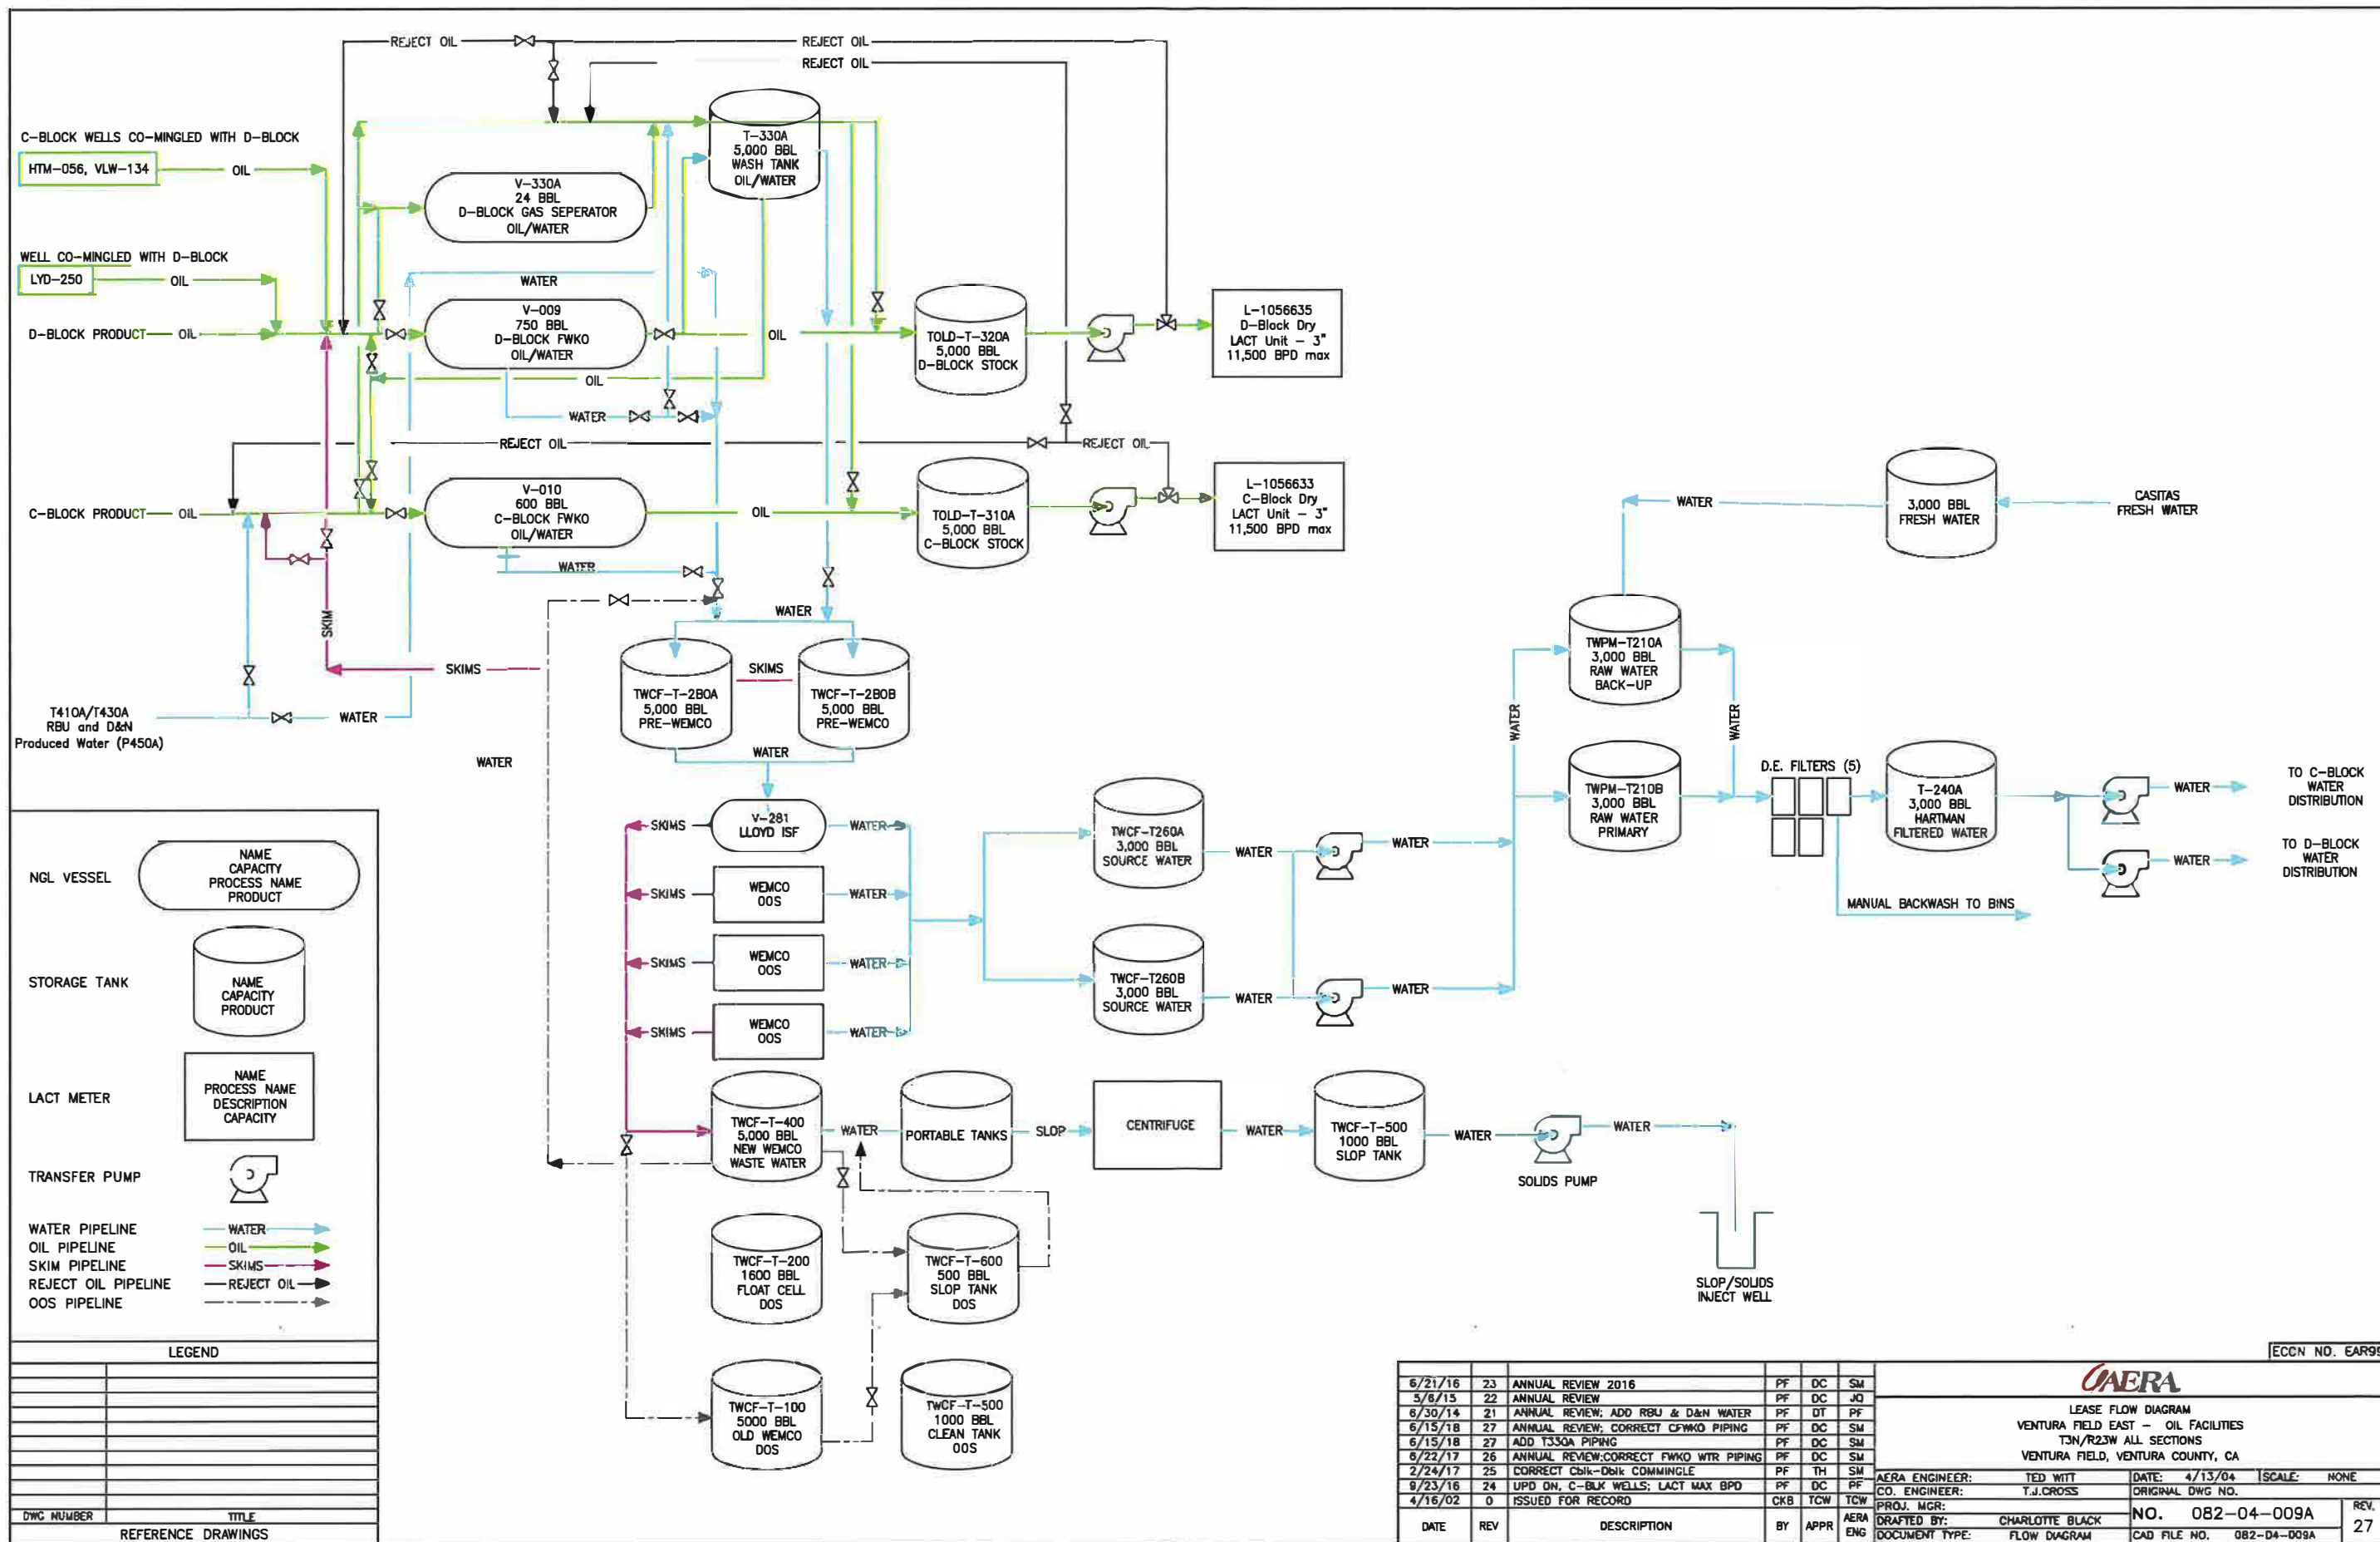 REJECT OIL
REJECT OIL
REJECT OIL
C-BLOCK WELLS CO-MINGLED WITH D-BLOCK
HTM-056, VLW-134
OIL
T-330A
5,000 BBL
WASH TANK
OIL/WATER
V-330A
24 BBL
D-BLOCK GAS SEPERATOR
OIL/WATER
WELL CO-MINGLED WITH D-BLOCK
LYD-250
OIL
WATER
D-BLOCK PRODUCT
OIL
V-009
750 BBL
D-BLOCK FWKO
OIL/WATER
OIL
TOLD-T-320A
5,000 BBL
D-BLOCK STOCK
L-1056635
D-Block Dry
LACT Unit - 3"
11,500 BPD max
OIL
WATER
REJECT OIL
REJECT OIL
C-BLOCK PRODUCT
OIL
V-010
600 BBL
C-BLOCK FWKO
OIL/WATER
OIL
TOLD-T-310A
5,000 BBL
C-BLOCK STOCK
L-1056633
C-Block Dry
LACT Unit - 3"
11,500 BPD max
WATER
3,000 BBL
FRESH WATER
CASITAS
FRESH WATER
WATER
SKIM
WATER
SKIMS
SKIMS
TWCF-T-2B0A
5,000 BBL
PRE-WEMCO
TWCF-T-2B0B
5,000 BBL
PRE-WEMCO
T410A/T430A
RBU and D&N
Produced Water (P450A)
WATER
WATER
WATER
TWPM-T210A
3,000 BBL
RAW WATER
BACK-UP
WATER
WATER
TWPM-T210B
3,000 BBL
RAW WATER
PRIMARY
D.E. FILTERS (5)
T-240A
3,000 BBL
HARTMAN
FILTERED WATER
WATER
TO C-BLOCK
WATER
DISTRIBUTION
WATER
TO D-BLOCK
WATER
DISTRIBUTION
MANUAL BACKWASH TO BINS
SKIMS
V-281
LLOYD ISF
WATER
SKIMS
WEMCO
OOS
WATER
SKIMS
WEMCO
OOS
WATER
SKIMS
WEMCO
OOS
WATER
TWCF-T260A
3,000 BBL
SOURCE WATER
WATER
WATER
TWCF-T260B
3,000 BBL
SOURCE WATER
WATER
WATER
TWCF-T-400
5,000 BBL
NEW WEMCO
WASTE WATER
WATER
PORTABLE TANKS
SLOP
CENTRIFUGE
WATER
TWCF-T-500
1000 BBL
SLOP TANK
WATER
SOLIDS PUMP
WATER
SLOP/SOLIDS
INJECT WELL
TWCF-T-200
1600 BBL
FLOAT CELL
DOS
TWCF-T-600
500 BBL
SLOP TANK
DOS
TWCF-T-100
5000 BBL
OLD WEMCO
DOS
TWCF-T-500
1000 BBL
CLEAN TANK
OOS
NGL VESSEL
NAME
CAPACITY
PROCESS NAME
PRODUCT
STORAGE TANK
NAME
CAPACITY
PRODUCT
LACT METER
NAME
PROCESS NAME
DESCRIPTION
CAPACITY
TRANSFER PUMP
WATER PIPELINE WATER
OIL PIPELINE OIL
SKIM PIPELINE SKIMS
REJECT OIL PIPELINE REJECT OIL
OOS PIPELINE
LEGEND
DWG NUMBER TITLE
REFERENCE DRAWINGS
ECCN NO. EAR99
6/21/16 23 ANNUAL REVIEW 2016 PF DC SM
5/6/15 22 ANNUAL REVIEW PF DC JQ
6/30/14 21 ANNUAL REVIEW; ADD RBU & D&N WATER PF DT PF
6/15/18 27 ANNUAL REVIEW; CORRECT CFWKO PIPING PF DC SM
6/15/18 27 ADD T330A PIPING PF DC SM
6/22/17 26 ANNUAL REVIEW;CORRECT FWKO WTR PIPING PF DC SM
2/24/17 25 CORRECT Cblk-Dblk COMMINGLE PF TH SM
9/23/16 24 UPD DN, C-BLK WELLS; LACT MAX BPD PF DC PF
4/16/02 0 ISSUED FOR RECORD CKB TCW TCW
DATE REV DESCRIPTION BY APPR AERA ENG
AERA
LEASE FLOW DIAGRAM
VENTURA FIELD EAST - OIL FACILITIES
T3N/R23W ALL SECTIONS
VENTURA FIELD, VENTURA COUNTY, CA
AERA ENGINEER: TED WITT DATE: 4/13/04 SCALE: NONE
CO. ENGINEER: T.J.CROSS ORIGINAL DWG NO.
PROJ. MGR:
DRAFTED BY: CHARLOTTE BLACK NO. 082-04-009A REV.
DOCUMENT TYPE: FLOW DIAGRAM CAD FILE NO. 082-04-009A 27